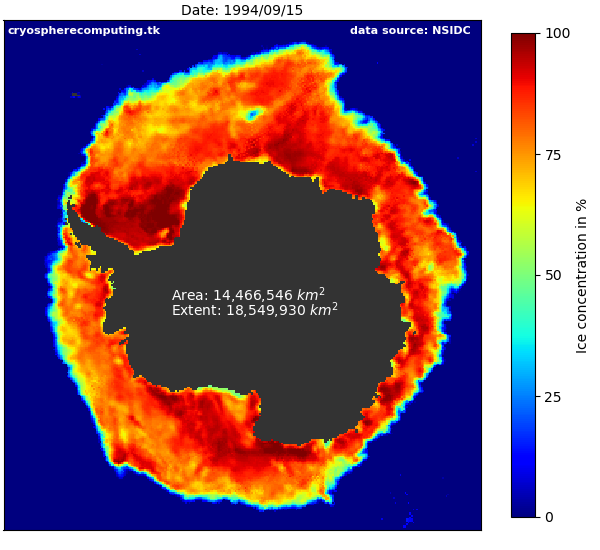 Date: 1994/09/15
cryospherecomputing.tk
data source: NSIDC
100
75
50
25
0
Ice concentration in %
Area: 14,466,546 km²
Extent: 18,549,930 km²